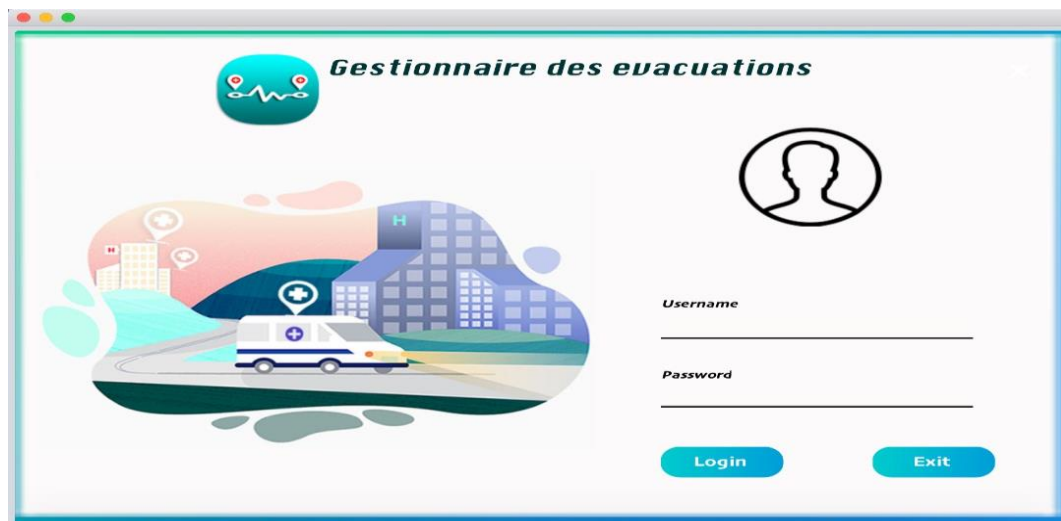 Gestionnaire des evacuations
H
H
Username
Password
Login
Exit